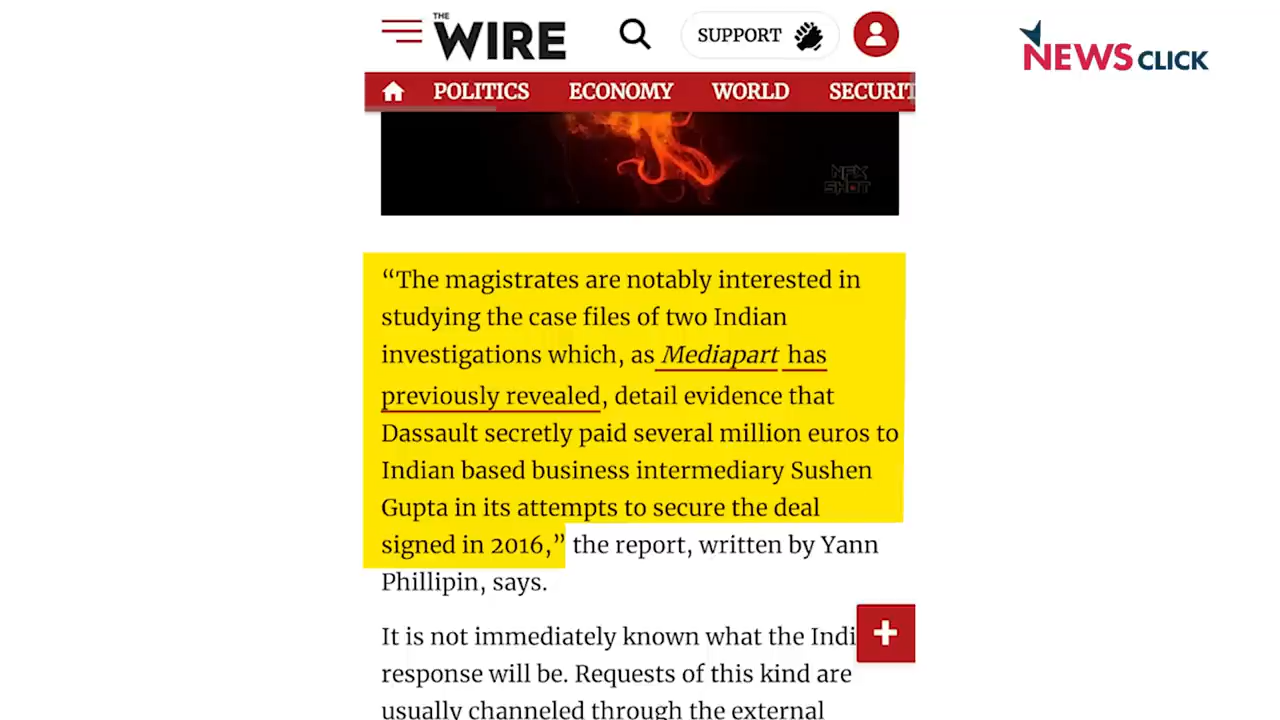 THE
WIRE
SUPPORT
NEWSCLICK
POLITICS ECONOMY WORLD SECURIT
NFX
SHOT
“The magistrates are notably interested in
studying the case files of two Indian
investigations which, as Mediapart has
previously revealed, detail evidence that
Dassault secretly paid several million euros to
Indian based business intermediary Sushen
Gupta in its attempts to secure the deal
signed in 2016,” the report, written by Yann
Phillipin, says.
It is not immediately known what the Indi
response will be. Requests of this kind are
usually channeled through the external